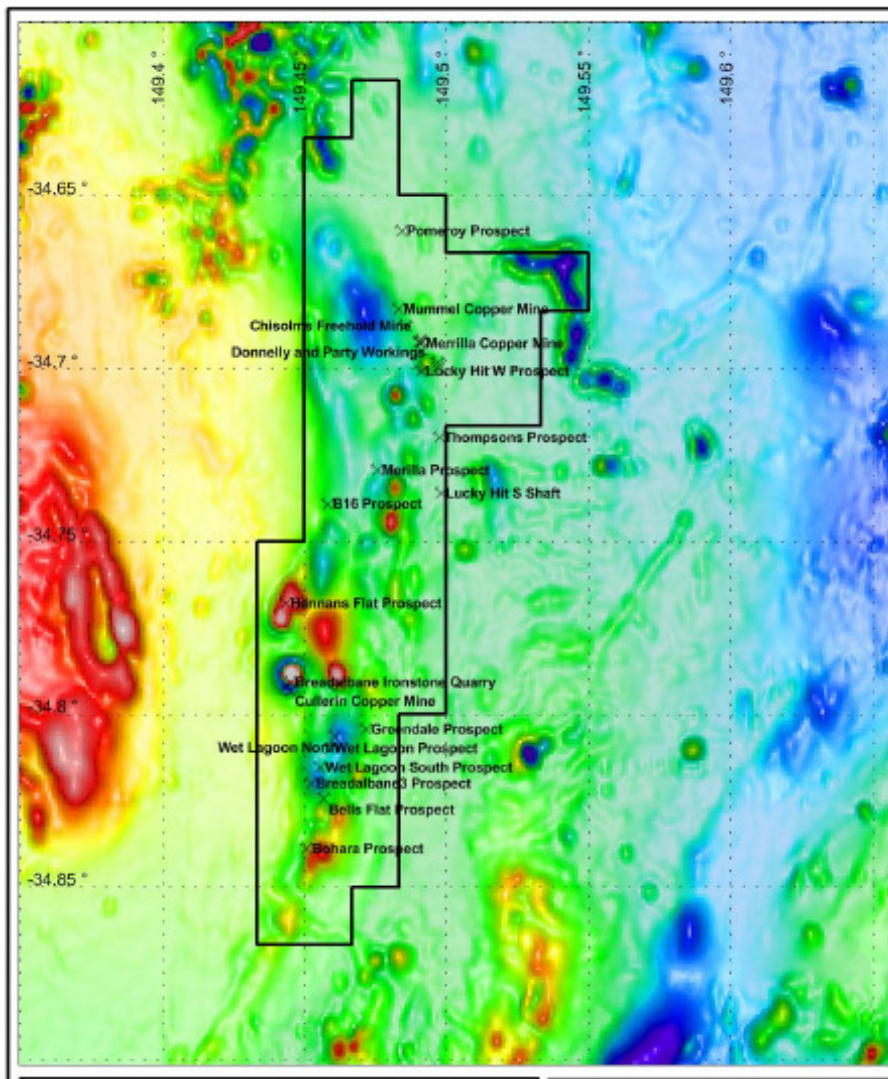 149.4 °
149.45 °
149.5 °
149.55 °
149.6 °
-34.65 °
Pomeroy Prospect
Mummel Copper Mine
Chisolms Freehold Mine
Merrilla Copper Mine
Donnelly and Party Workings
-34.7 °
Lucky Hit W Prospect
Thompsons Prospect
Merilla Prospect
Lucky Hit S Shaft
B16 Prospect
-34.75 °
Hannans Flat Prospect
Breadalbane Ironstone Quarry
Cullerin Copper Mine
-34.8 °
Greendale Prospect
Wet Lagoon North
Wet Lagoon Prospect
Wet Lagoon South Prospect
Breadalbane3 Prospect
Bells Flat Prospect
Bohara Prospect
-34.85 °